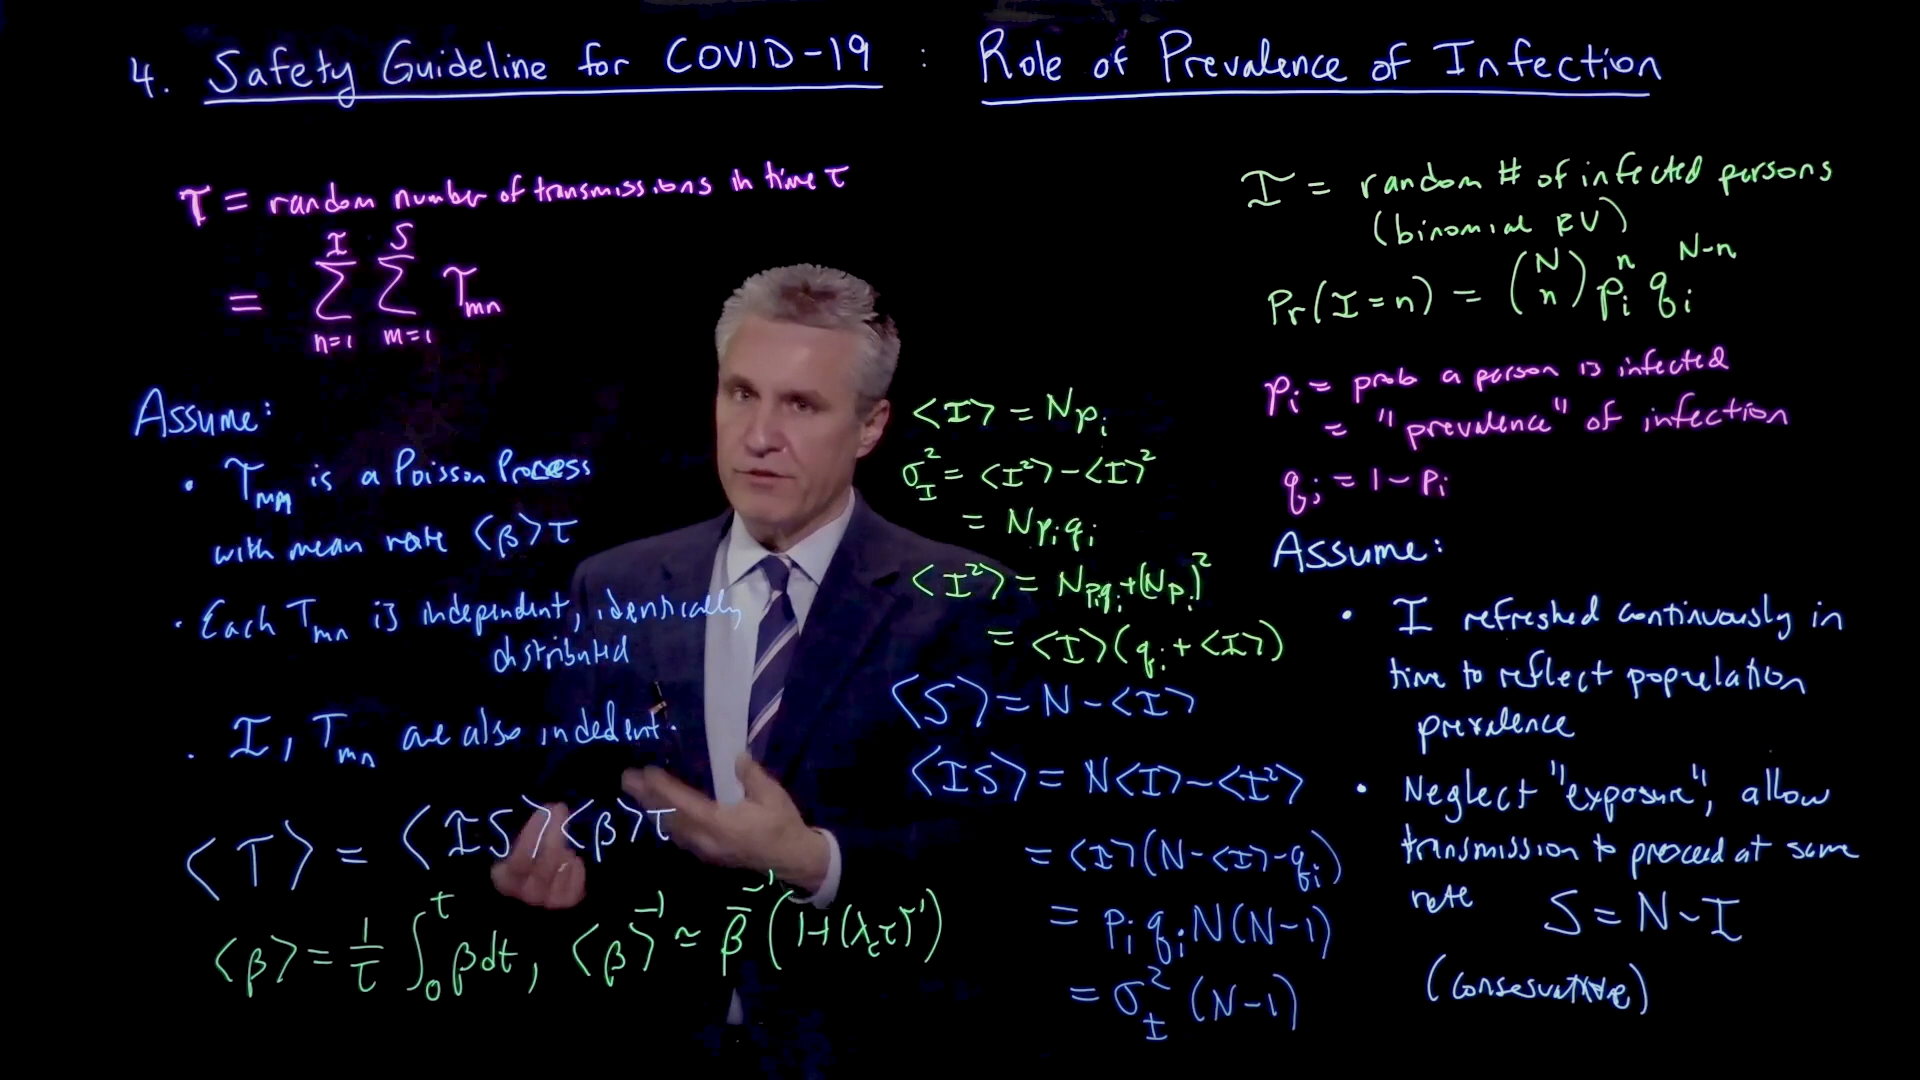 4. Safety Guideline for COVID-19 : Role of Prevalence of Infection
T = random number of transmissions in time τ
= Σ_{n=1}^{I} Σ_{m=1}^{S} T_mn
Assume:
• T_mn is a Poisson Process
with mean rate ⟨β⟩τ
• Each T_mn is independent, identically
distributed
• I, T_mn are also indedent.
⟨T⟩ = ⟨IS⟩⟨β⟩τ
⟨β⟩ = 1/τ ∫_0^τ β dt, ⟨β⟩^-1 ≃ β̄^-1 (1+(λ_c τ)^-1)
⟨I⟩ = Np_i
σ_I^2 = ⟨I^2⟩ - ⟨I⟩^2
= Np_i q_i
⟨I^2⟩ = Np_i q_i + (Np_i)^2
= ⟨I⟩(q_i + ⟨I⟩)
⟨S⟩ = N - ⟨I⟩
⟨IS⟩ = N⟨I⟩ - ⟨I^2⟩
= ⟨I⟩(N - ⟨I⟩ - q_i)
= p_i q_i N(N-1)
= σ_I^2 (N-1)
I = random # of infected persons
(binomial RV)
Pr(I=n) = (N n) p_i^n q_i^{N-n}
p_i = prob a person is infected
= "prevalence" of infection
q_i = 1 - p_i
Assume:
• I refreshed continuously in
time to reflect population
prevalence
• Neglect "exposure", allow
transmission to proceed at same
rate S = N - I